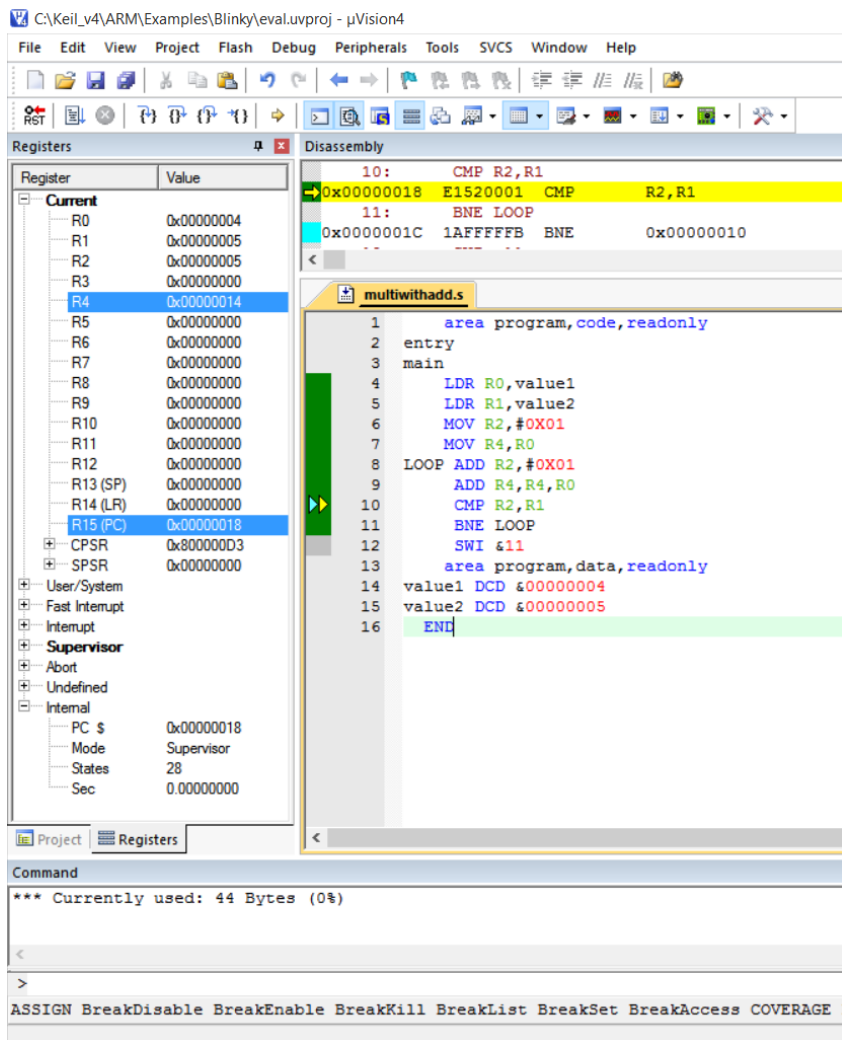 C:\Keil_v4\ARM\Examples\Blinky\eval.uvproj - µVision4
File Edit View Project Flash Debug Peripherals Tools SVCS Window Help
RST
Registers
Register Value
Current
R0 0x00000004
R1 0x00000005
R2 0x00000005
R3 0x00000000
R4 0x00000014
R5 0x00000000
R6 0x00000000
R7 0x00000000
R8 0x00000000
R9 0x00000000
R10 0x00000000
R11 0x00000000
R12 0x00000000
R13 (SP) 0x00000000
R14 (LR) 0x00000000
R15 (PC) 0x00000018
CPSR 0x800000D3
SPSR 0x00000000
User/System
Fast Interrupt
Interrupt
Supervisor
Abort
Undefined
Internal
PC $ 0x00000018
Mode Supervisor
States 28
Sec 0.00000000
Project Registers
Disassembly
10: CMP R2,R1
0x00000018 E1520001 CMP R2,R1
11: BNE LOOP
0x0000001C 1AFFFFFB BNE 0x00000010
multiwithadd.s
1 area program,code,readonly
2 entry
3 main
4 LDR R0,value1
5 LDR R1,value2
6 MOV R2,#0X01
7 MOV R4,R0
8 LOOP ADD R2,#0X01
9 ADD R4,R4,R0
10 CMP R2,R1
11 BNE LOOP
12 SWI &11
13 area program,data,readonly
14 value1 DCD &00000004
15 value2 DCD &00000005
16 END
Command
*** Currently used: 44 Bytes (0%)
>
ASSIGN BreakDisable BreakEnable BreakKill BreakList BreakSet BreakAccess COVERAGE